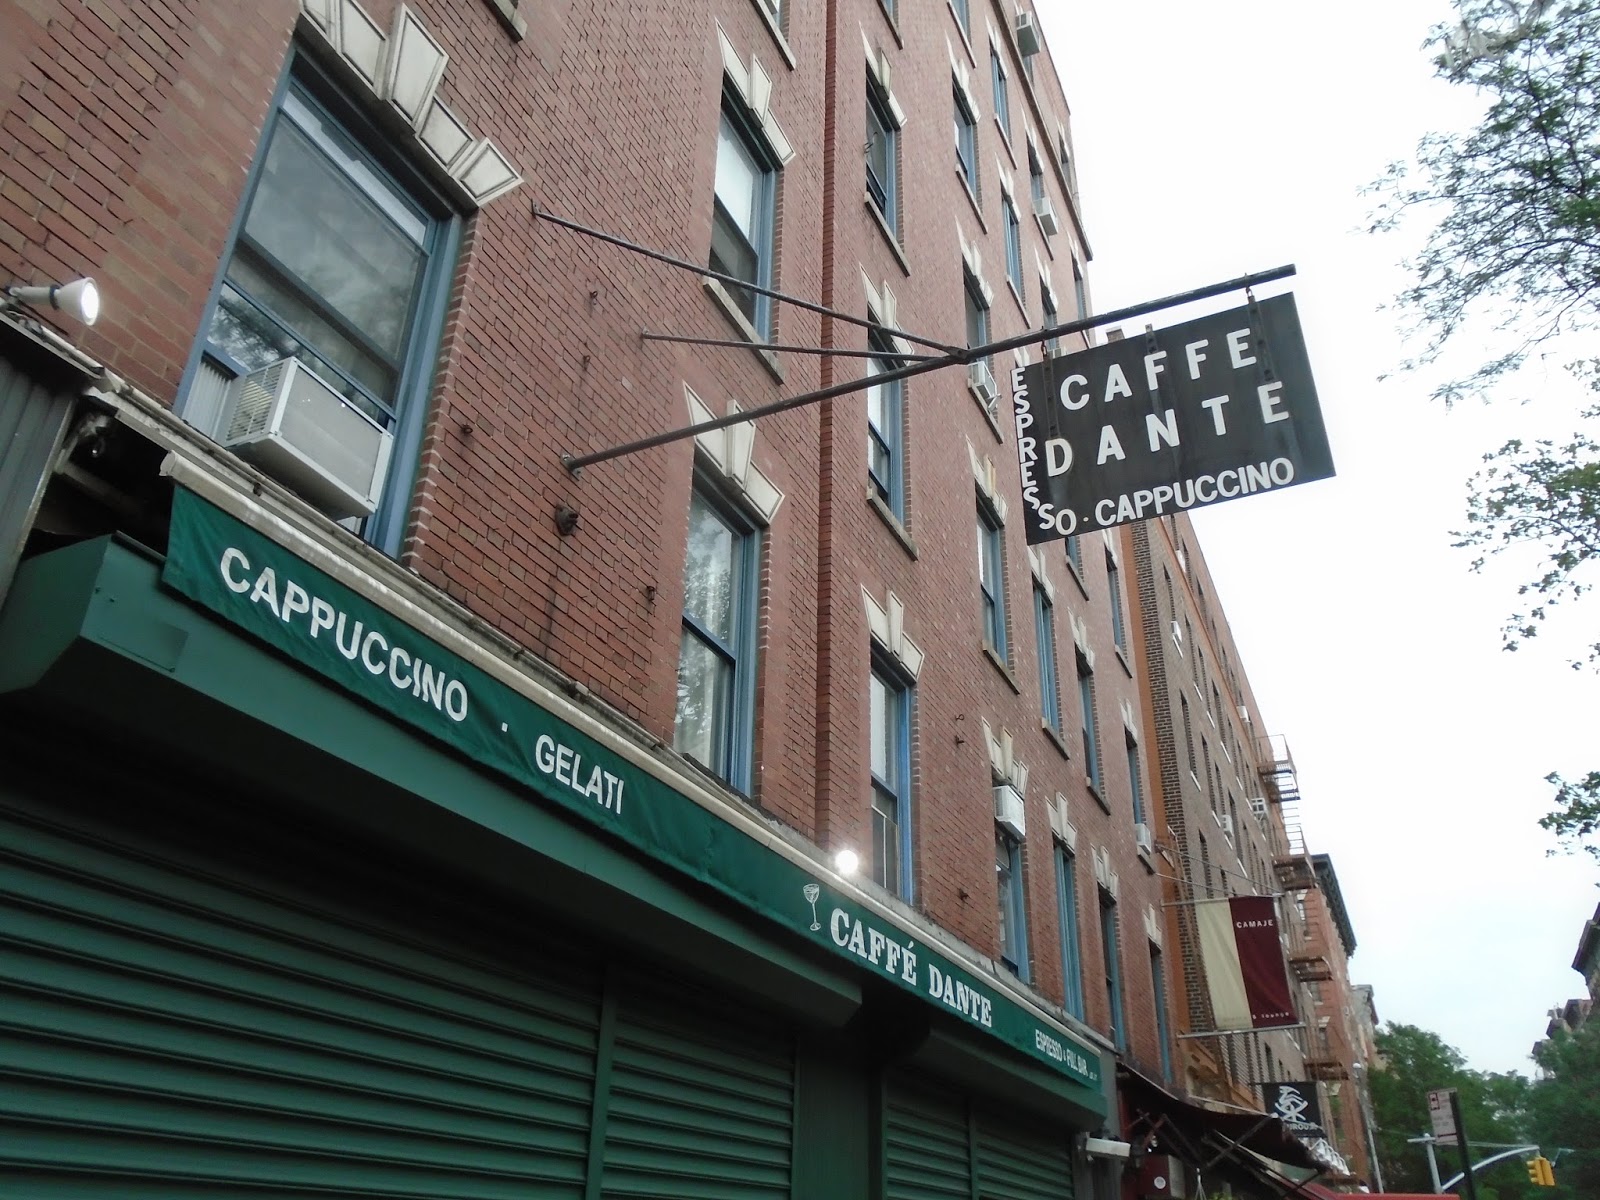 CAFFE
DANTE
ESPRESSO · CAPPUCCINO
CAPPUCCINO · GELATI
CAFFÉ DANTE
ESPRESSO & FULL BAR
CAMAJE